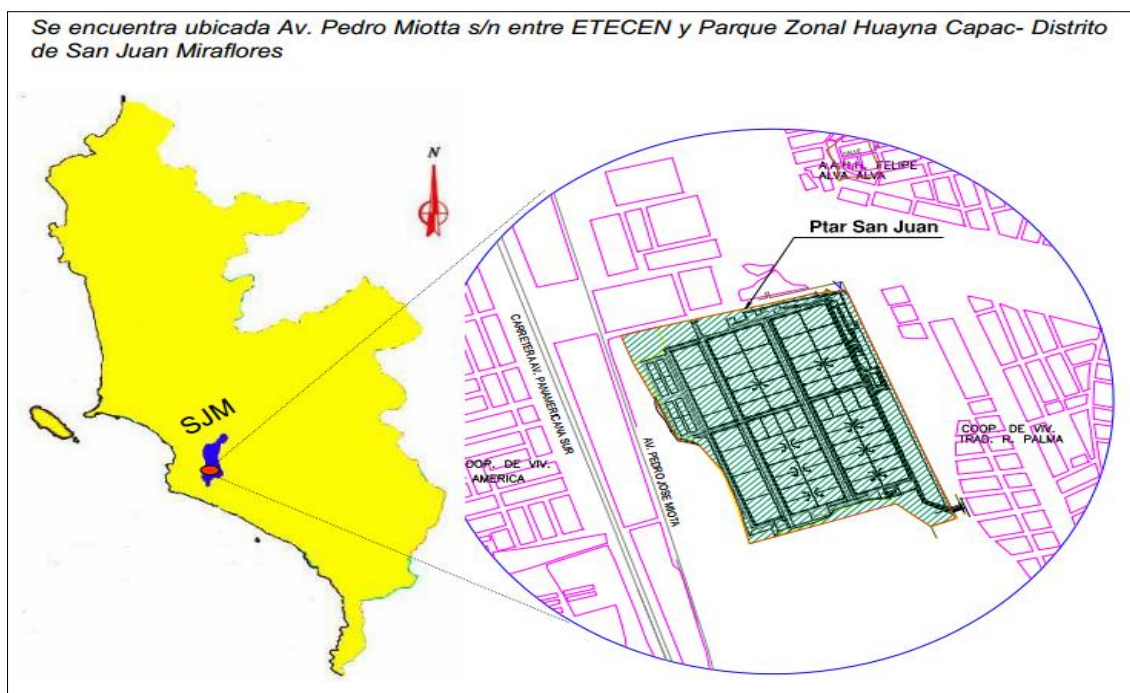 Se encuentra ubicada Av. Pedro Miotta s/n entre ETECEN y Parque Zonal Huayna Capac- Distrito
de San Juan Miraflores
N
CALLE
A.A.H.H. FELIPE
ALVA ALVA
Ptar San Juan
CARRETERA AV. PANAMERICANA SUR
SJM
AV. PEDRO JOSE MIOTA
COOP. DE VIV.
TRAD. R. PALMA
OOP. DE VIV.
AMERICA